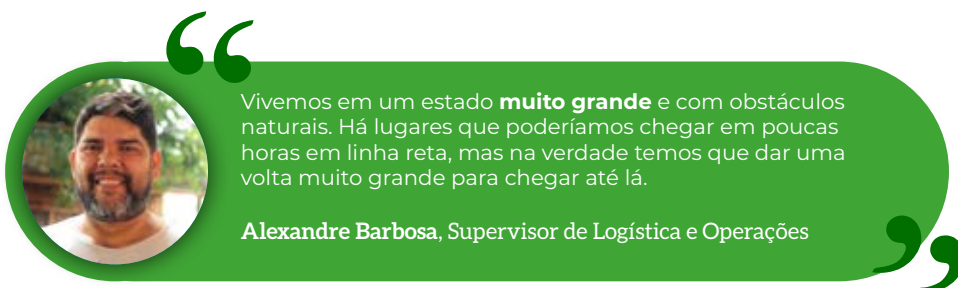 Vivemos em um estado muito grande e com obstáculos
naturais. Há lugares que poderíamos chegar em poucas
horas em linha reta, mas na verdade temos que dar uma
volta muito grande para chegar até lá.
Alexandre Barbosa, Supervisor de Logística e Operações